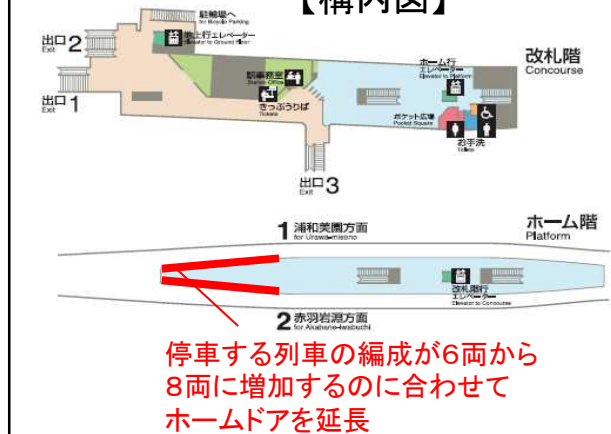 【構内図】
駐輪場へ
for Bicycle Parking
地上行エレベーター
Elevator to Ground Floor
出口2
Exit
駅事務室
Station Office
ホーム行
エレベーター
Elevator to Platform
改札階
Concourse
出口1
Exit
きっぷうりば
Tickets
ポケット広場
Pocket Square
お手洗
Toilets
出口3
Exit
1 浦和美園方面
for Urawa-misono
ホーム階
Platform
改札階行
エレベーター
Elevator to Concourse
2 赤羽岩淵方面
for Akabane-iwabuchi
停車する列車の編成が6両から
8両に増加するのに合わせて
ホームドアを延長